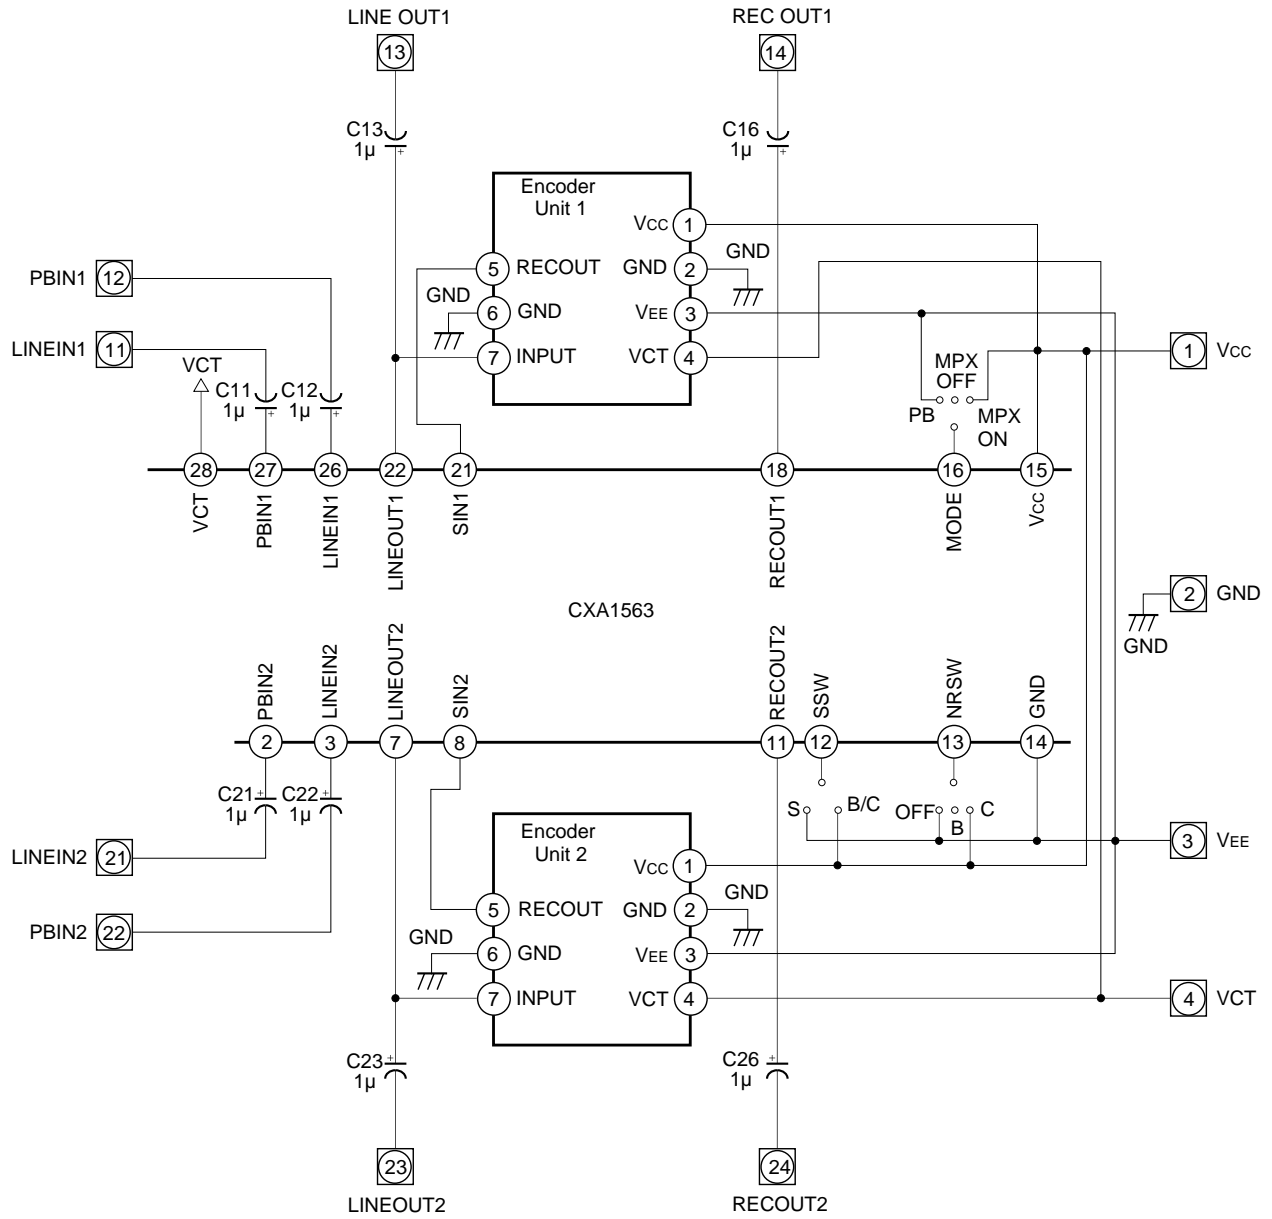 LINE OUT1
REC OUT1
13
14
C13
1µ
+
C16
1µ
+
Encoder
Unit 1
VCC
1
GND
5
RECOUT
GND
2
PBIN1
12
GND
6
GND
VEE
3
LINEIN1
11
7
INPUT
VCT
4
1
VCC
VCT
C11
1µ
+
C12
1µ
+
MPX
OFF
PB
MPX
ON
28
27
26
22
21
18
16
15
VCT
PBIN1
LINEIN1
LINEOUT1
SIN1
RECOUT1
MODE
VCC
CXA1563
2
GND
GND
PBIN2
LINEIN2
LINEOUT2
SIN2
RECOUT2
SSW
NRSW
GND
2
3
7
8
11
12
13
14
C21
1µ
+
C22
1µ
+
S
B/C
OFF
B
C
3
VEE
LINEIN2
21
Encoder
Unit 2
VCC
1
GND
5
RECOUT
GND
2
PBIN2
22
GND
6
GND
VEE
3
7
INPUT
VCT
4
4
VCT
C23
1µ
+
C26
1µ
+
23
24
LINEOUT2
RECOUT2